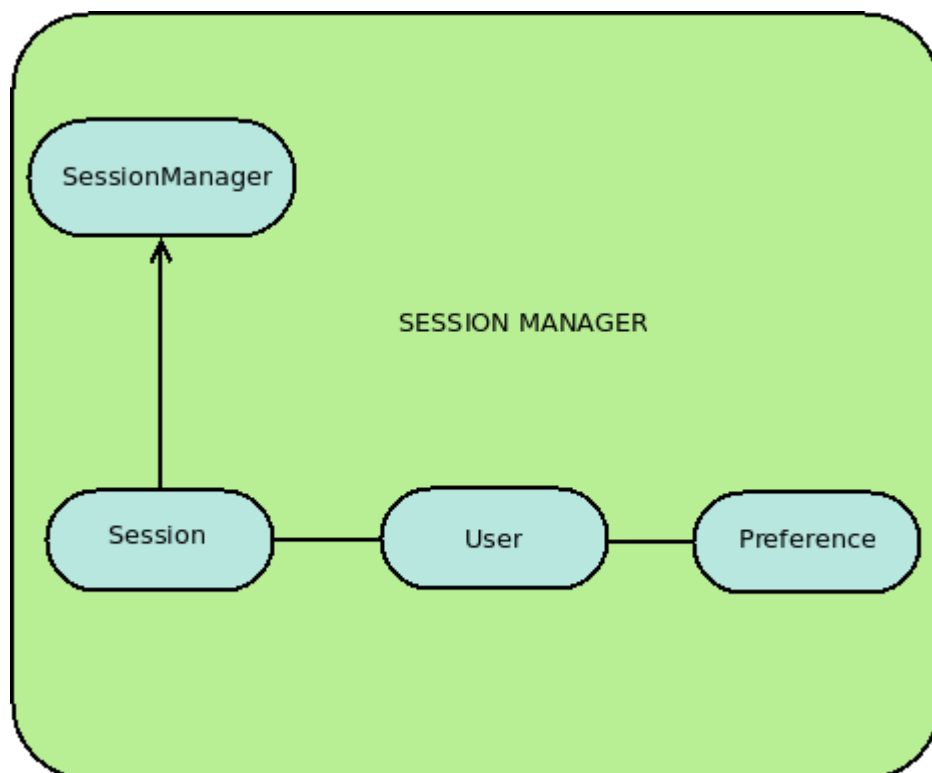 SessionManager
SESSION MANAGER
Session
User
Preference